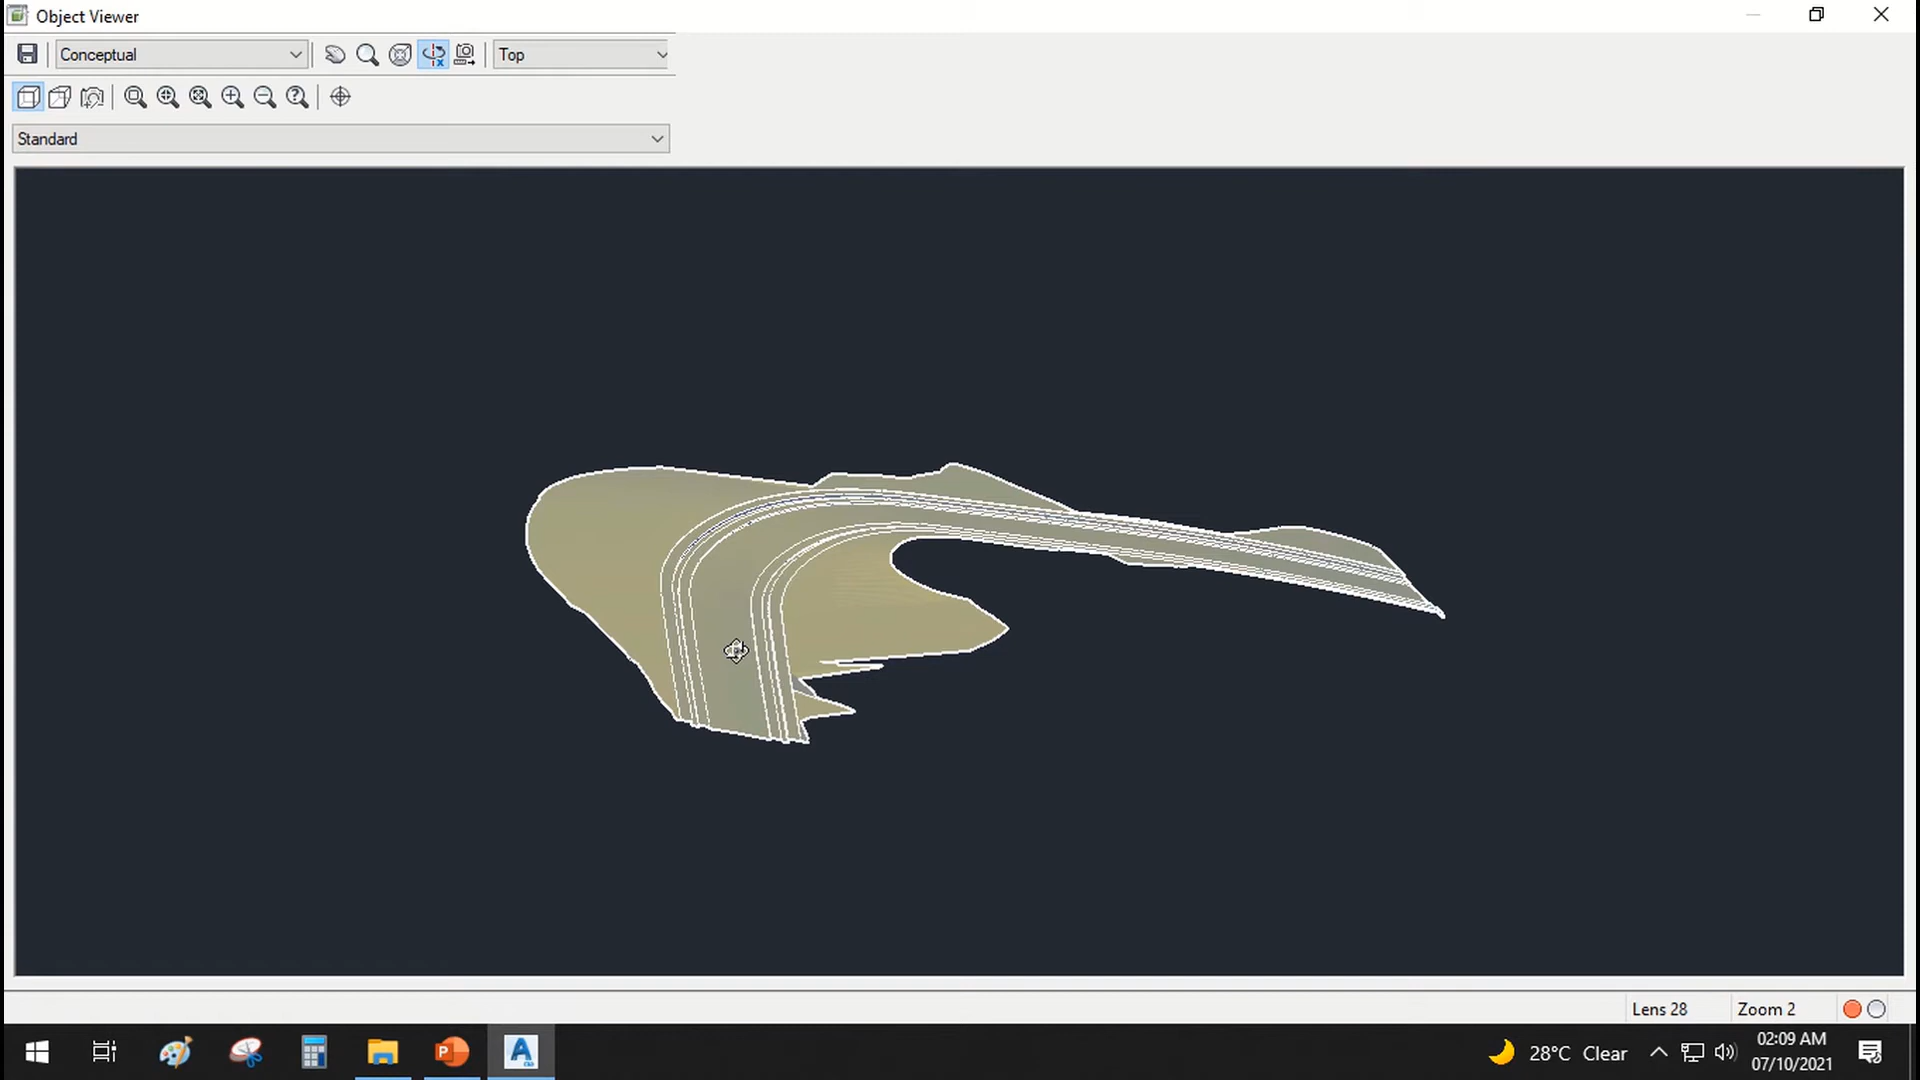 Object Viewer
Conceptual
Top
Standard
Lens 28
Zoom 2
28°C Clear
02:09 AM
07/10/2021